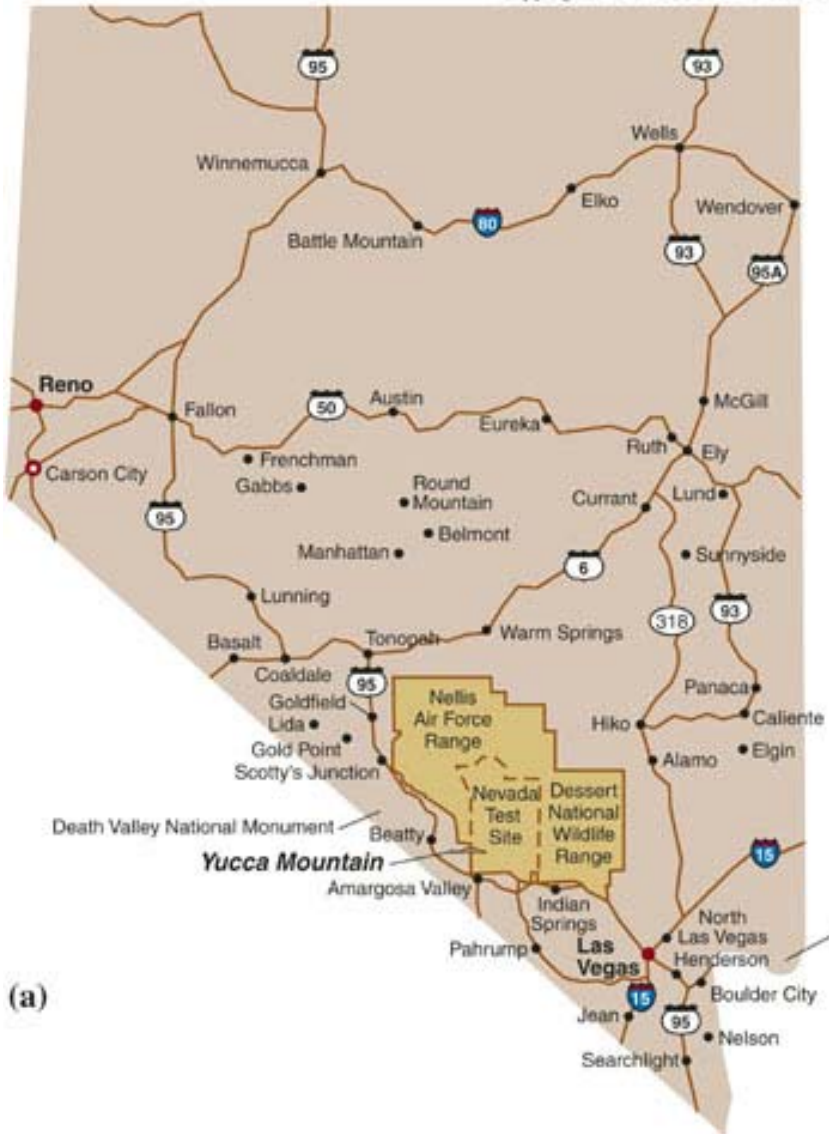 95
93
Wells
Winnemucca
Elko
Wendover
80
Battle Mountain
93
95A
Reno
Fallon
50
Austin
McGill
Eureka
Ruth
Ely
Carson City
Frenchman
Gabbs
Round
Mountain
Currant
Lund
95
Belmont
Manhattan
Sunnyside
6
Lunning
93
318
Basalt
Tonopah
Warm Springs
Coaldale
95
Panaca
Goldfield
Nellis
Air Force
Range
Lida
Hiko
Caliente
Gold Point
Elgin
Scotty's Junction
Alamo
Nevada
Test
Site
Dessert
National
Wildlife
Range
Death Valley National Monument
Beatty
15
Yucca Mountain
Amargosa Valley
Indian
Springs
North
Las Vegas
Pahrump
Las
Vegas
Henderson
(a)
15
Boulder City
Jean
95
Nelson
Searchlight